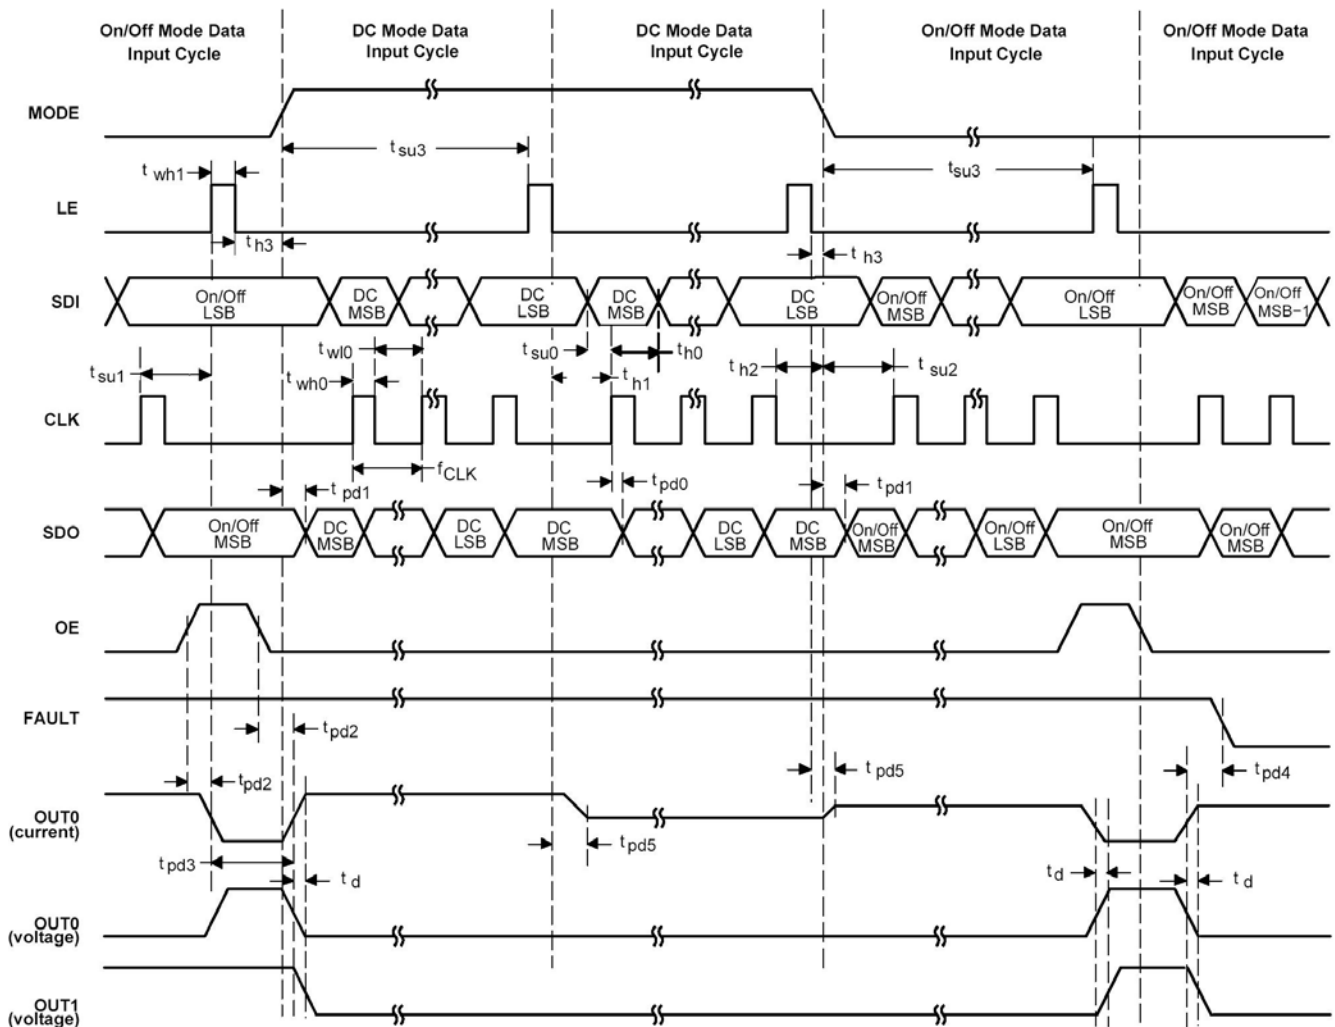 On/Off Mode Data
Input Cycle
DC Mode Data
Input Cycle
DC Mode Data
Input Cycle
On/Off Mode Data
Input Cycle
On/Off Mode Data
Input Cycle
MODE
t su3
tsu3
t wh1
LE
t h3
t h3
SDI
On/Off
LSB
DC
MSB
DC
LSB
DC
MSB
DC
LSB
On/Off
MSB
On/Off
LSB
On/Off
MSB
On/Off
MSB-1
t wl0
t su0
t h0
t su1
t wh0
t h1
t h2
t su2
CLK
f CLK
t pd1
t pd0
t pd1
SDO
On/Off
MSB
DC
MSB
DC
LSB
DC
MSB
DC
LSB
DC
MSB
On/Off
MSB
On/Off
LSB
On/Off
MSB
On/Off
MSB
OE
FAULT
t pd2
t pd2
t pd5
t pd4
OUT0
(current)
t pd5
t pd3
t d
t d
t d
OUT0
(voltage)
OUT1
(voltage)